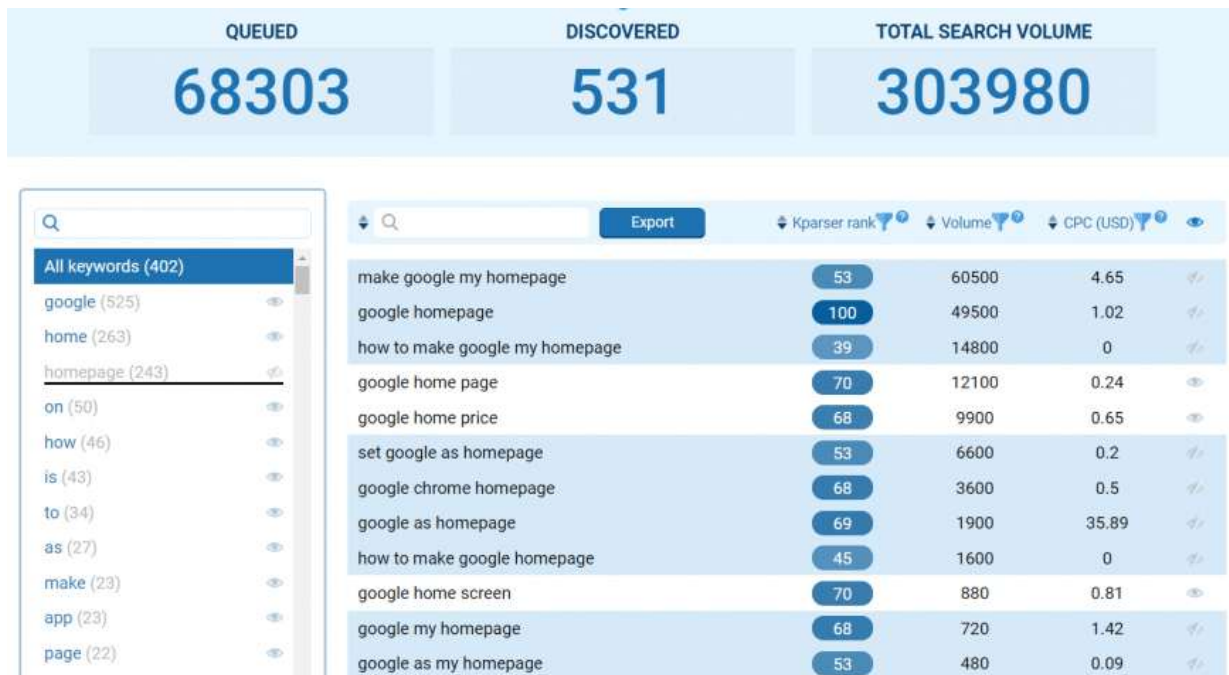 QUEUED DISCOVERED TOTAL SEARCH VOLUME
68303 531 303980
Export Kparser rank ? Volume ? CPC (USD) ?
All keywords (402)
google (525)
home (263)
homepage (243)
on (50)
how (46)
is (43)
to (34)
as (27)
make (23)
app (23)
page (22)
make google my homepage 53 60500 4.65
google homepage 100 49500 1.02
how to make google my homepage 39 14800 0
google home page 70 12100 0.24
google home price 68 9900 0.65
set google as homepage 53 6600 0.2
google chrome homepage 68 3600 0.5
google as homepage 69 1900 35.89
how to make google homepage 45 1600 0
google home screen 70 880 0.81
google my homepage 68 720 1.42
google as my homepage 53 480 0.09